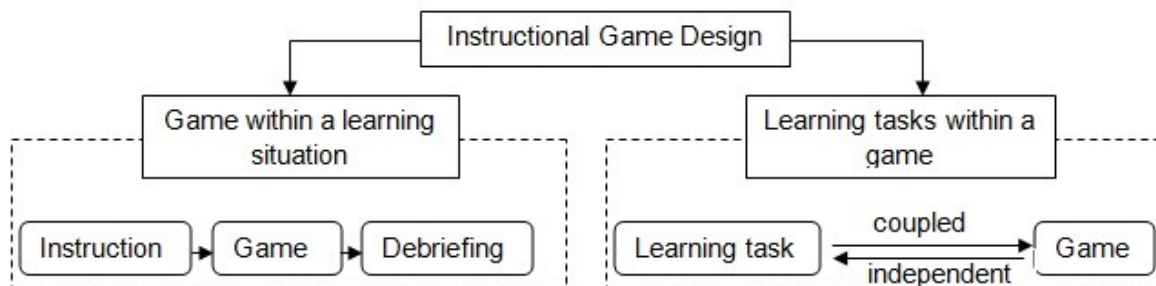 Instructional Game Design
Game within a learning
situation
Learning tasks within a
game
Instruction
Game
Debriefing
Learning task
coupled
independent
Game